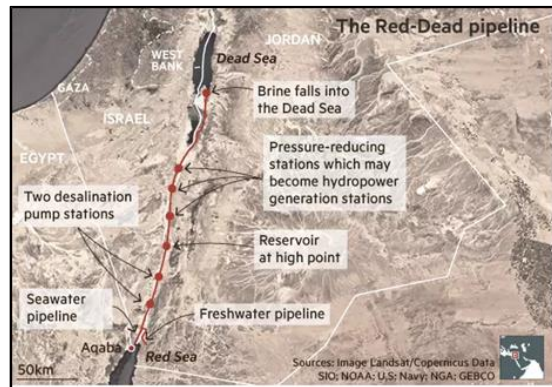 The Red-Dead pipeline
Dead Sea
JORDAN
WEST
BANK
GAZA
ISRAEL
EGYPT
Brine falls into
the Dead Sea
Pressure-reducing
stations which may
become hydropower
generation stations
Two desalination
pump stations
Reservoir
at high point
Seawater
pipeline
Freshwater pipeline
Aqaba
Red Sea
50km
Sources: Image Landsat/Copernicus Data
SIO; NOAA; U.S; Navy; NGA; GEBCO